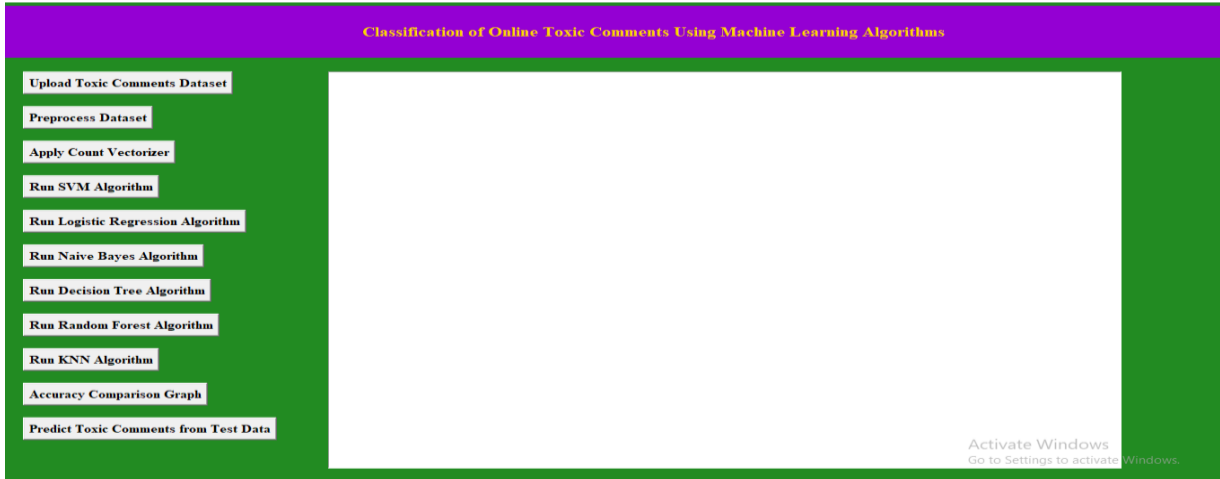 Classification of Online Toxic Comments Using Machine Learning Algorithms
Upload Toxic Comments Dataset
Preprocess Dataset
Apply Count Vectorizer
Run SVM Algorithm
Run Logistic Regression Algorithm
Run Naive Bayes Algorithm
Run Decision Tree Algorithm
Run Random Forest Algorithm
Run KNN Algorithm
Accuracy Comparison Graph
Predict Toxic Comments from Test Data
Activate Windows
Go to Settings to activate Windows.